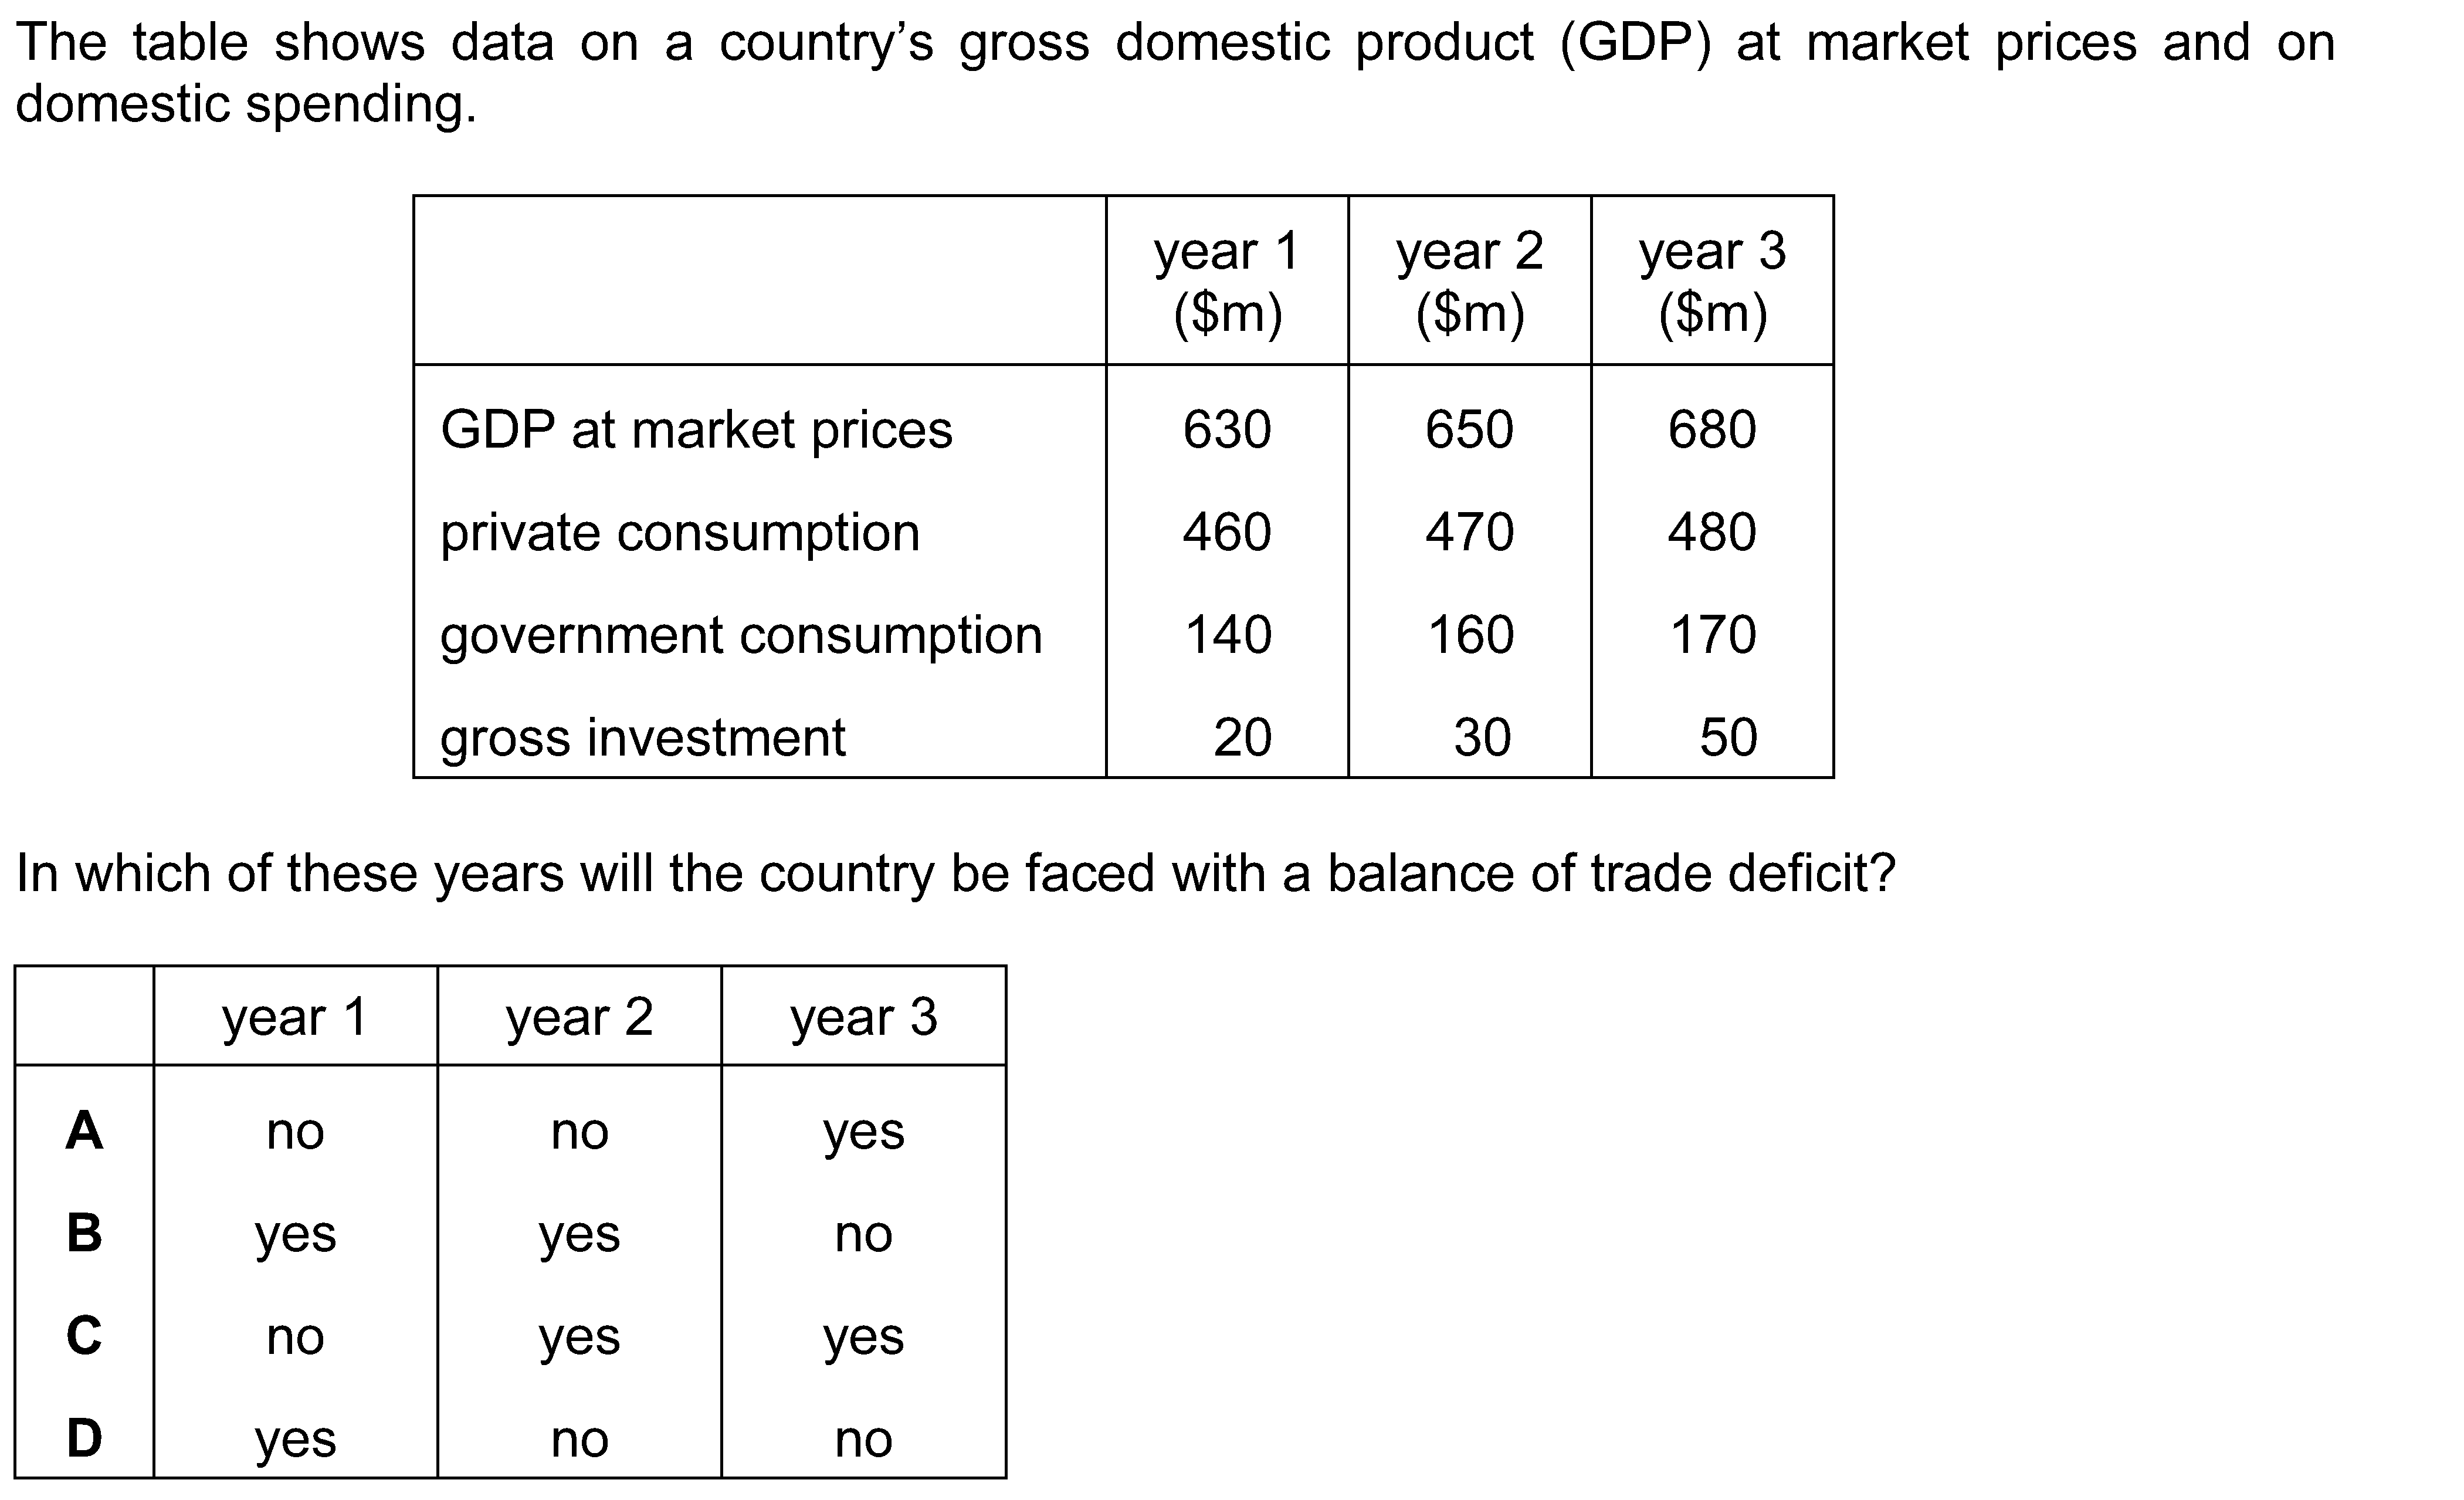 The table shows data on a country’s gross domestic product (GDP) at market prices and on
domestic spending.
year 1 year 2 year 3
($m) ($m) ($m)
GDP at market prices 630 650 680
private consumption 460 470 480
government consumption 140 160 170
gross investment 20 30 50
In which of these years will the country be faced with a balance of trade deficit?
year 1 year 2 year 3
A no no yes
B yes yes no
C no yes yes
D yes no no